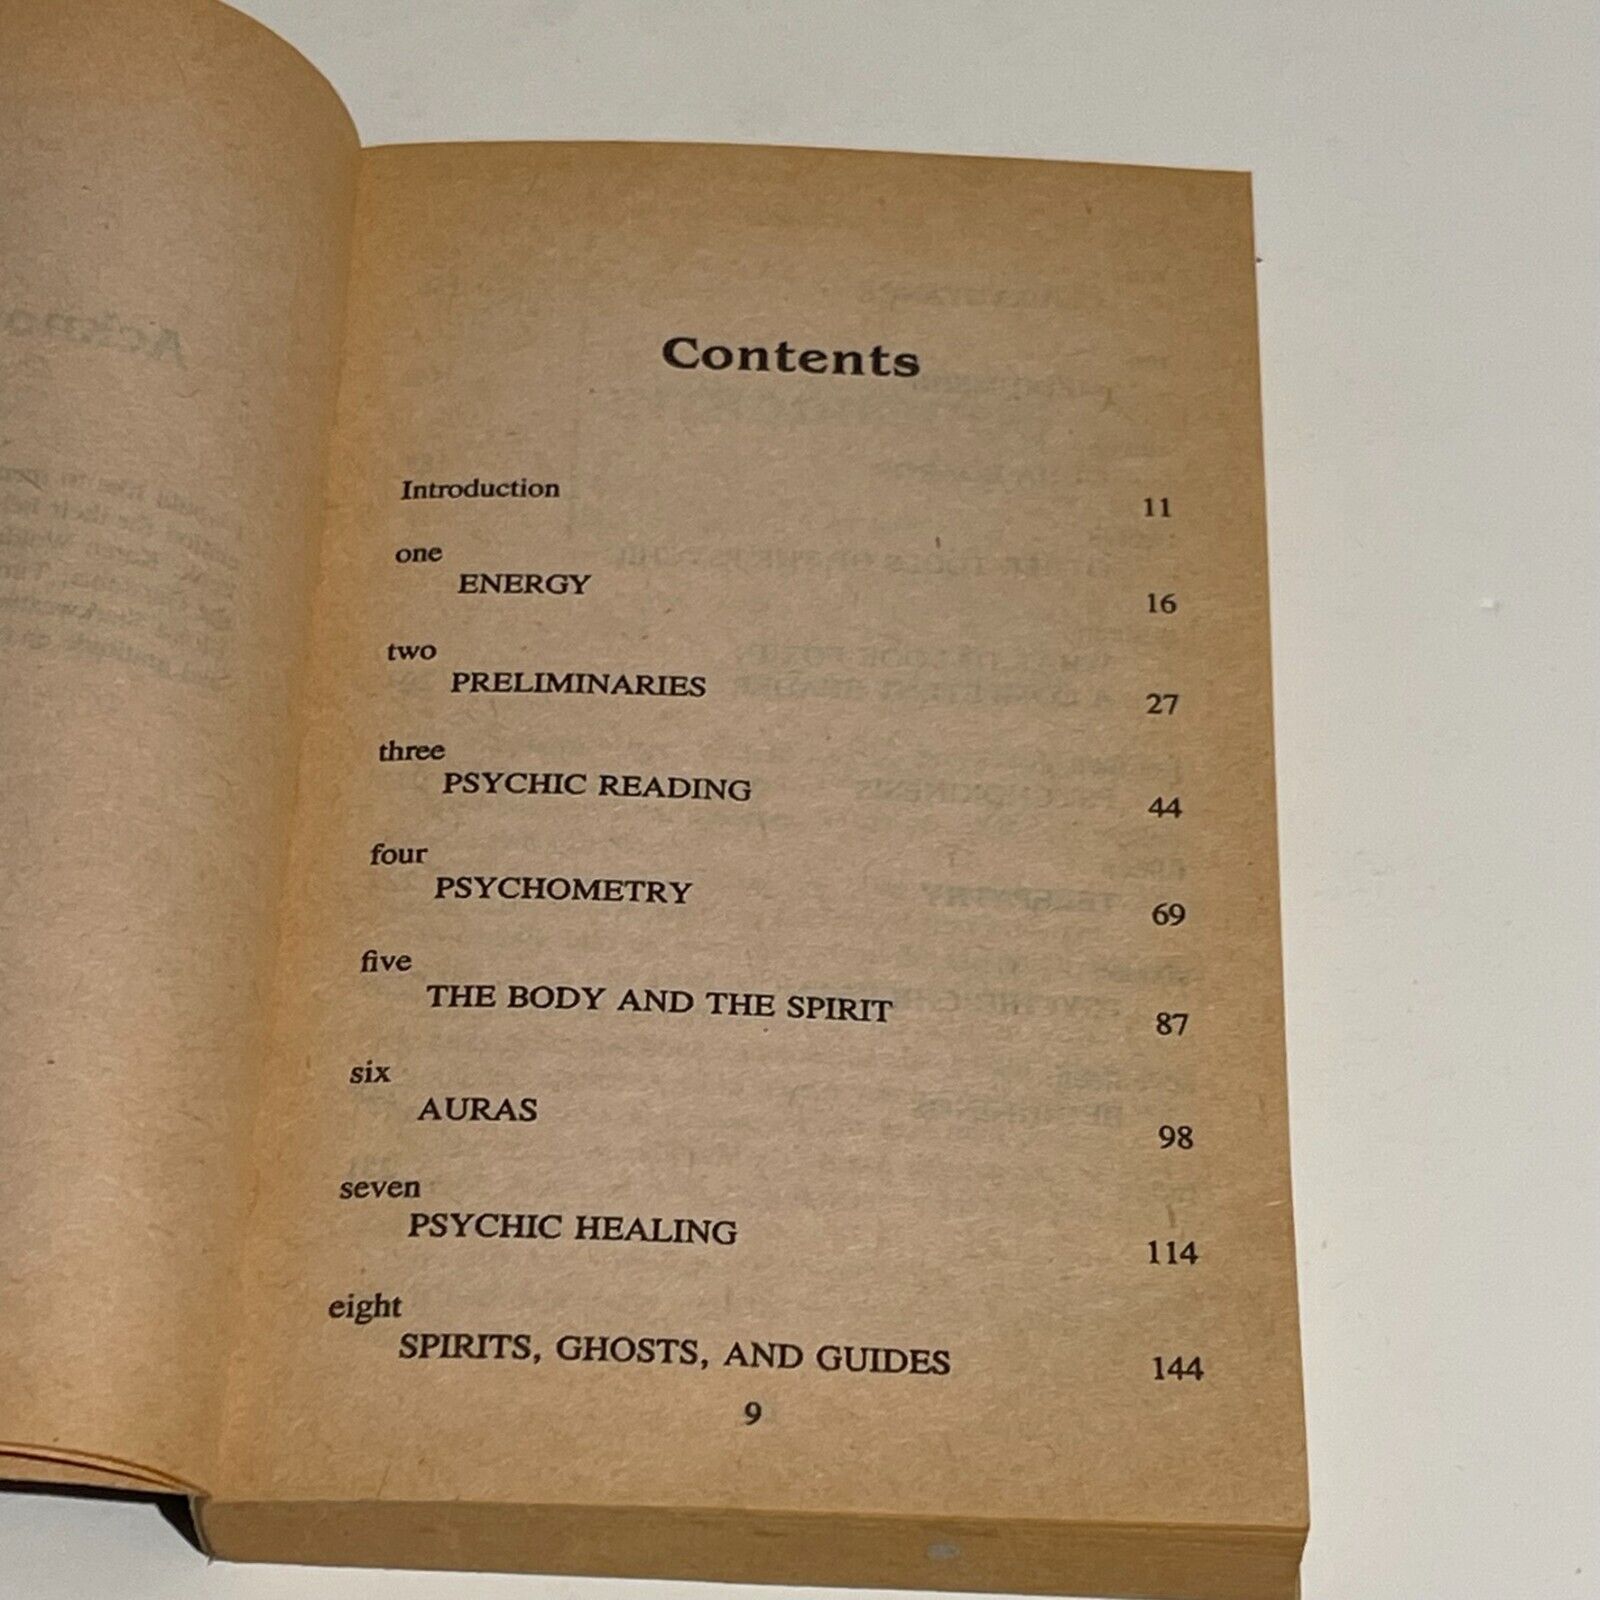 Contents
Introduction 11
one
ENERGY 16
two
PRELIMINARIES 27
three
PSYCHIC READING 44
four
PSYCHOMETRY 69
five
THE BODY AND THE SPIRIT 87
six
AURAS 98
seven
PSYCHIC HEALING 114
eight
SPIRITS, GHOSTS, AND GUIDES 144
9